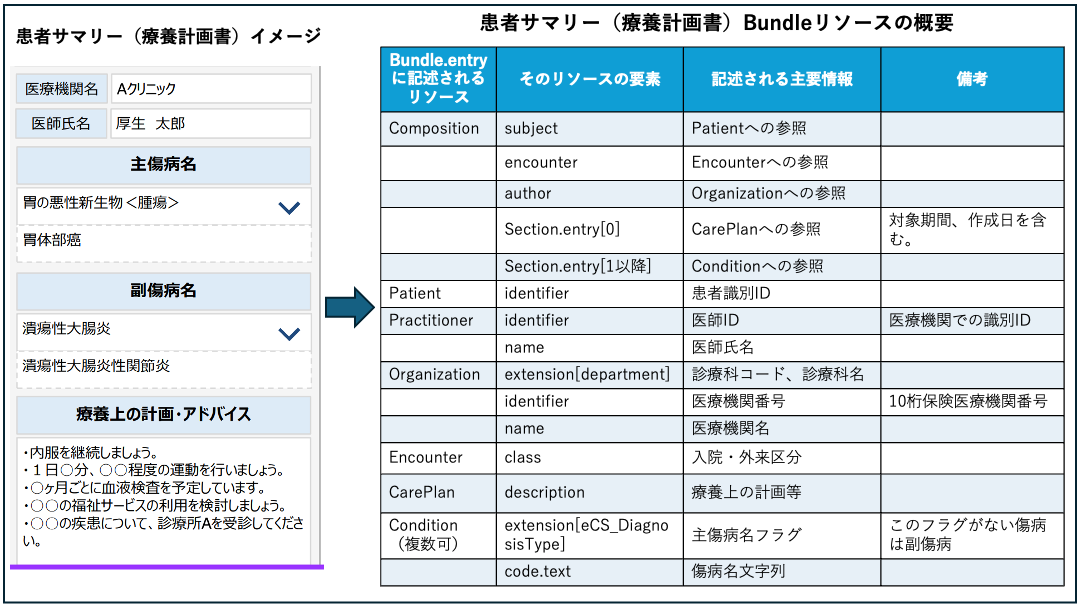 患者サマリー（療養計画書）イメージ
医療機関名 Aクリニック
医師氏名 厚生　太郎
主傷病名
胃の悪性新生物＜腫瘍＞
胃体部癌
副傷病名
潰瘍性大腸炎
潰瘍性大腸炎性関節炎
療養上の計画・アドバイス
・内服を継続しましょう。
・１日○分、○○程度の運動を行いましょう。
・○ヶ月ごとに血液検査を予定しています。
・○○の福祉サービスの利用を検討しましょう。
・○○の疾患について、診療所Aを受診してくださ
い。
患者サマリー（療養計画書）Bundleリソースの概要
Bundle.entry
に記述される
リソース
そのリソースの要素
記述される主要情報
備考
Composition subject Patientへの参照
encounter Encounterへの参照
author Organizationへの参照
Section.entry[0] CarePlanへの参照 対象期間、作成日を含
む。
Section.entry[1以降] Conditionへの参照
Patient identifier 患者識別ID
Practitioner identifier 医師ID 医療機関での識別ID
name 医師氏名
Organization extension[department] 診療科コード、診療科名
identifier 医療機関番号 10桁保険医療機関番号
name 医療機関名
Encounter class 入院・外来区分
CarePlan description 療養上の計画等
Condition
（複数可）
extension[eCS_Diagno
sisType]
主傷病名フラグ
このフラグがない傷病
は副傷病
code.text 傷病名文字列